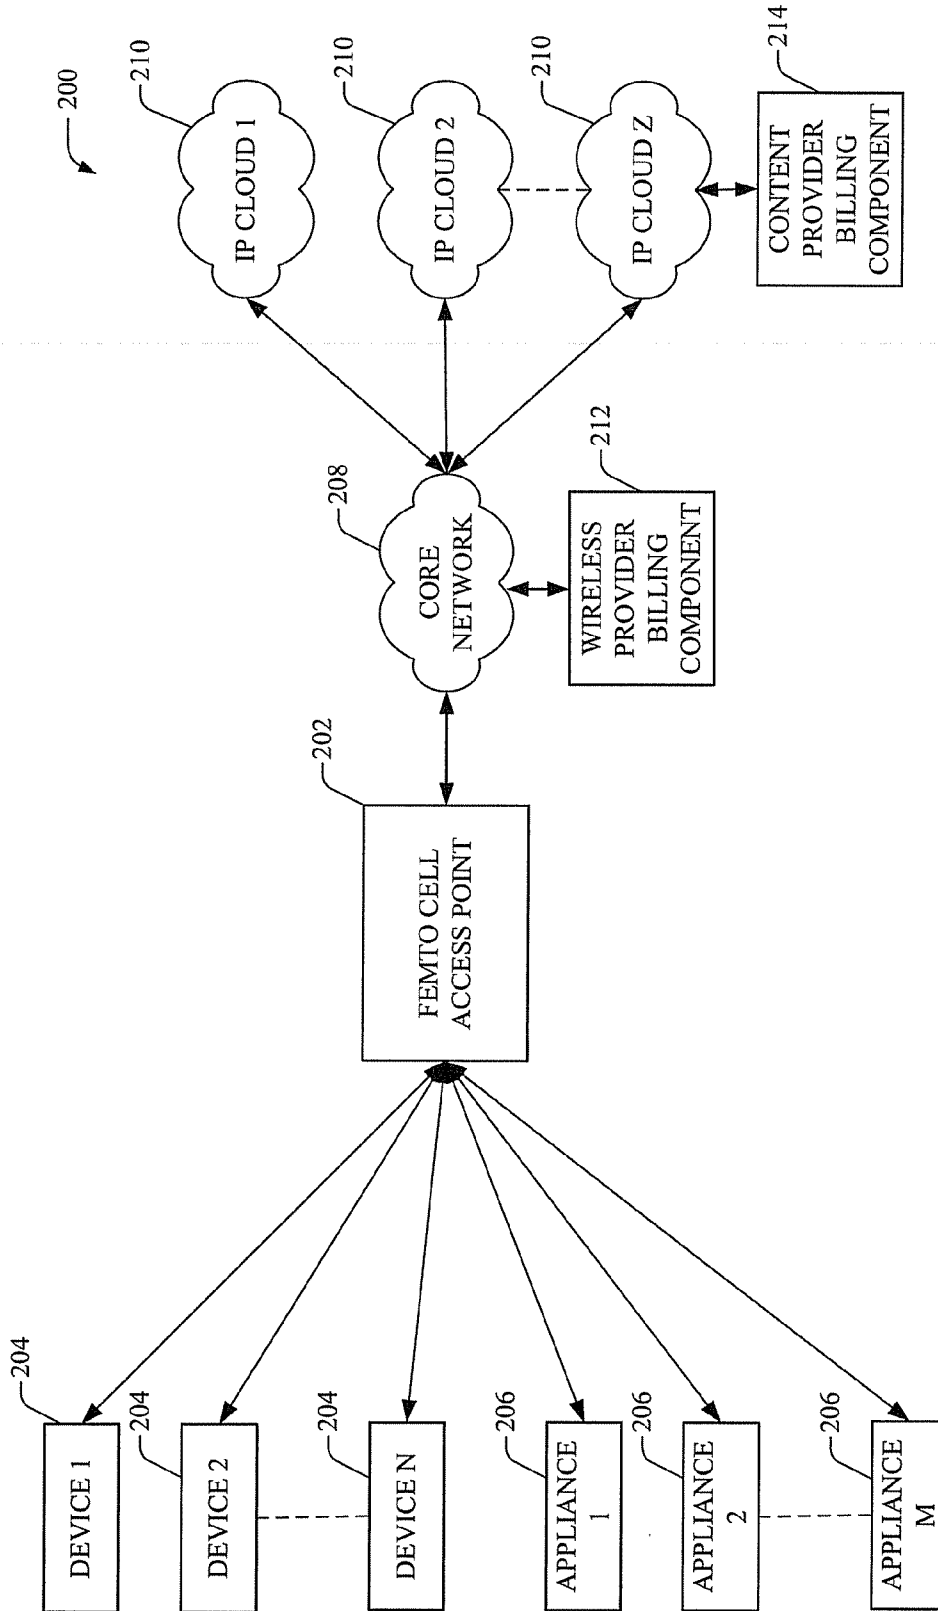 200
204
DEVICE 1
204
DEVICE 2
204
DEVICE N
206
APPLIANCE
1
206
APPLIANCE
2
206
APPLIANCE
M
202
FEMTO CELL
ACCESS POINT
208
CORE
NETWORK
212
WIRELESS
PROVIDER
BILLING
COMPONENT
210
IP CLOUD 1
210
IP CLOUD 2
210
IP CLOUD Z
214
CONTENT
PROVIDER
BILLING
COMPONENT